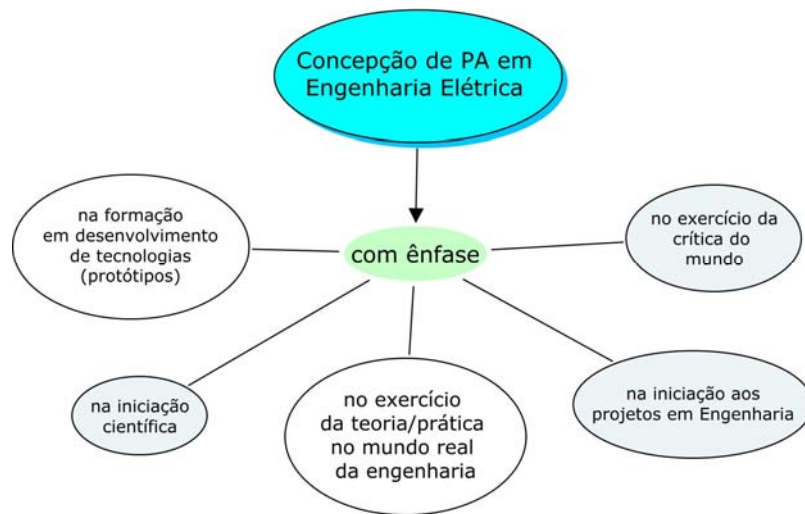 Concepção de PA em
Engenharia Elétrica
na formação
em desenvolvimento
de tecnologias
(protótipos)
com ênfase
no exercício da
crítica do
mundo
na iniciação
científica
no exercício
da teoria/prática
no mundo real
da engenharia
na iniciação aos
projetos em Engenharia